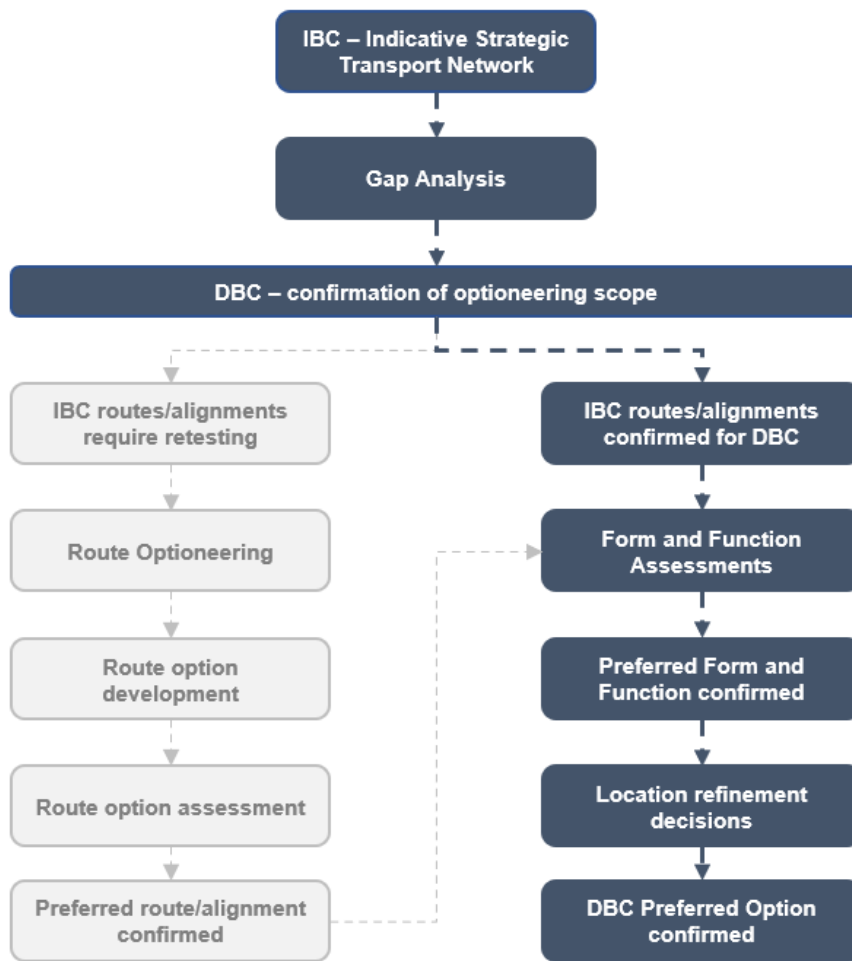 IBC – Indicative Strategic
Transport Network
Gap Analysis
DBC – confirmation of optioneering scope
IBC routes/alignments
require retesting
IBC routes/alignments
confirmed for DBC
Route Optioneering
Form and Function
Assessments
Route option
development
Preferred Form and
Function confirmed
Route option assessment
Location refinement
decisions
Preferred route/alignment
confirmed
DBC Preferred Option
confirmed